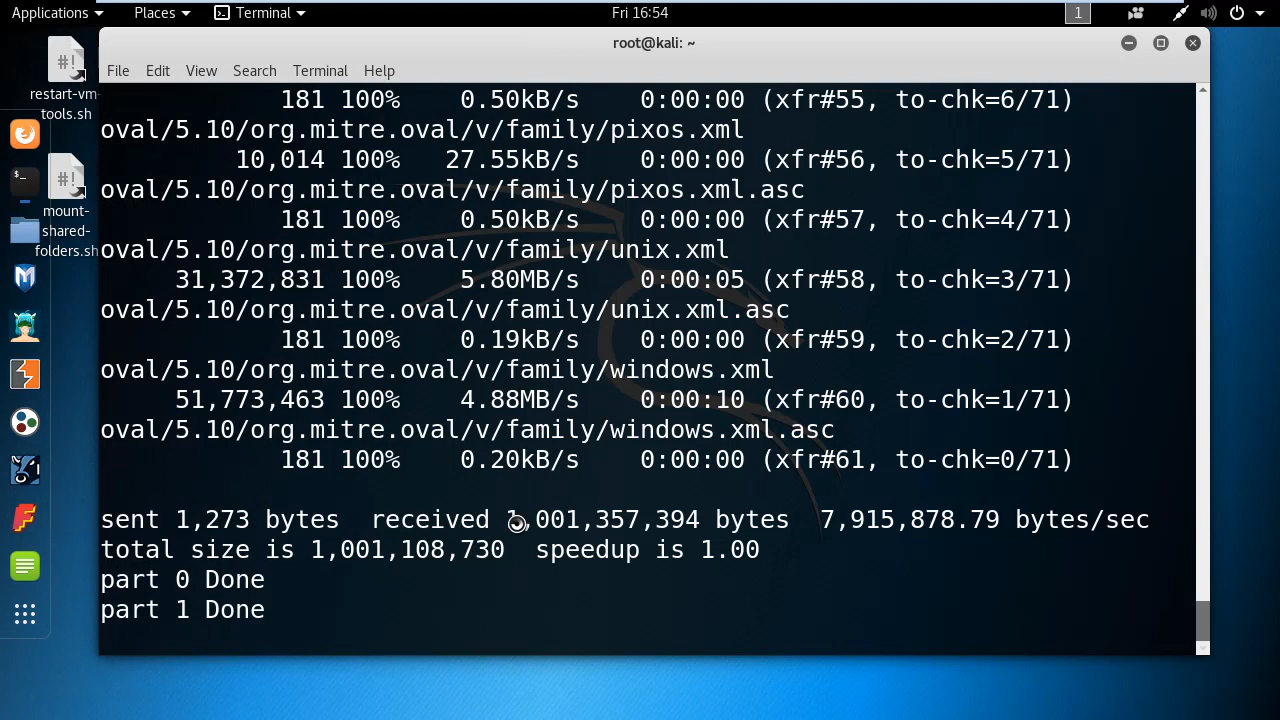 Applications Places Terminal Fri 16:54 1
root@kali: ~
File Edit View Search Terminal Help
#!
restart-vm-
tools.sh
$_
#!
mount-
shared-
folders.sh
181 100% 0.50kB/s 0:00:00 (xfr#55, to-chk=6/71)
oval/5.10/org.mitre.oval/v/family/pixos.xml
10,014 100% 27.55kB/s 0:00:00 (xfr#56, to-chk=5/71)
oval/5.10/org.mitre.oval/v/family/pixos.xml.asc
181 100% 0.50kB/s 0:00:00 (xfr#57, to-chk=4/71)
oval/5.10/org.mitre.oval/v/family/unix.xml
31,372,831 100% 5.80MB/s 0:00:05 (xfr#58, to-chk=3/71)
oval/5.10/org.mitre.oval/v/family/unix.xml.asc
181 100% 0.19kB/s 0:00:00 (xfr#59, to-chk=2/71)
oval/5.10/org.mitre.oval/v/family/windows.xml
51,773,463 100% 4.88MB/s 0:00:10 (xfr#60, to-chk=1/71)
oval/5.10/org.mitre.oval/v/family/windows.xml.asc
181 100% 0.20kB/s 0:00:00 (xfr#61, to-chk=0/71)
sent 1,273 bytes received 1,001,357,394 bytes 7,915,878.79 bytes/sec
total size is 1,001,108,730 speedup is 1.00
part 0 Done
part 1 Done